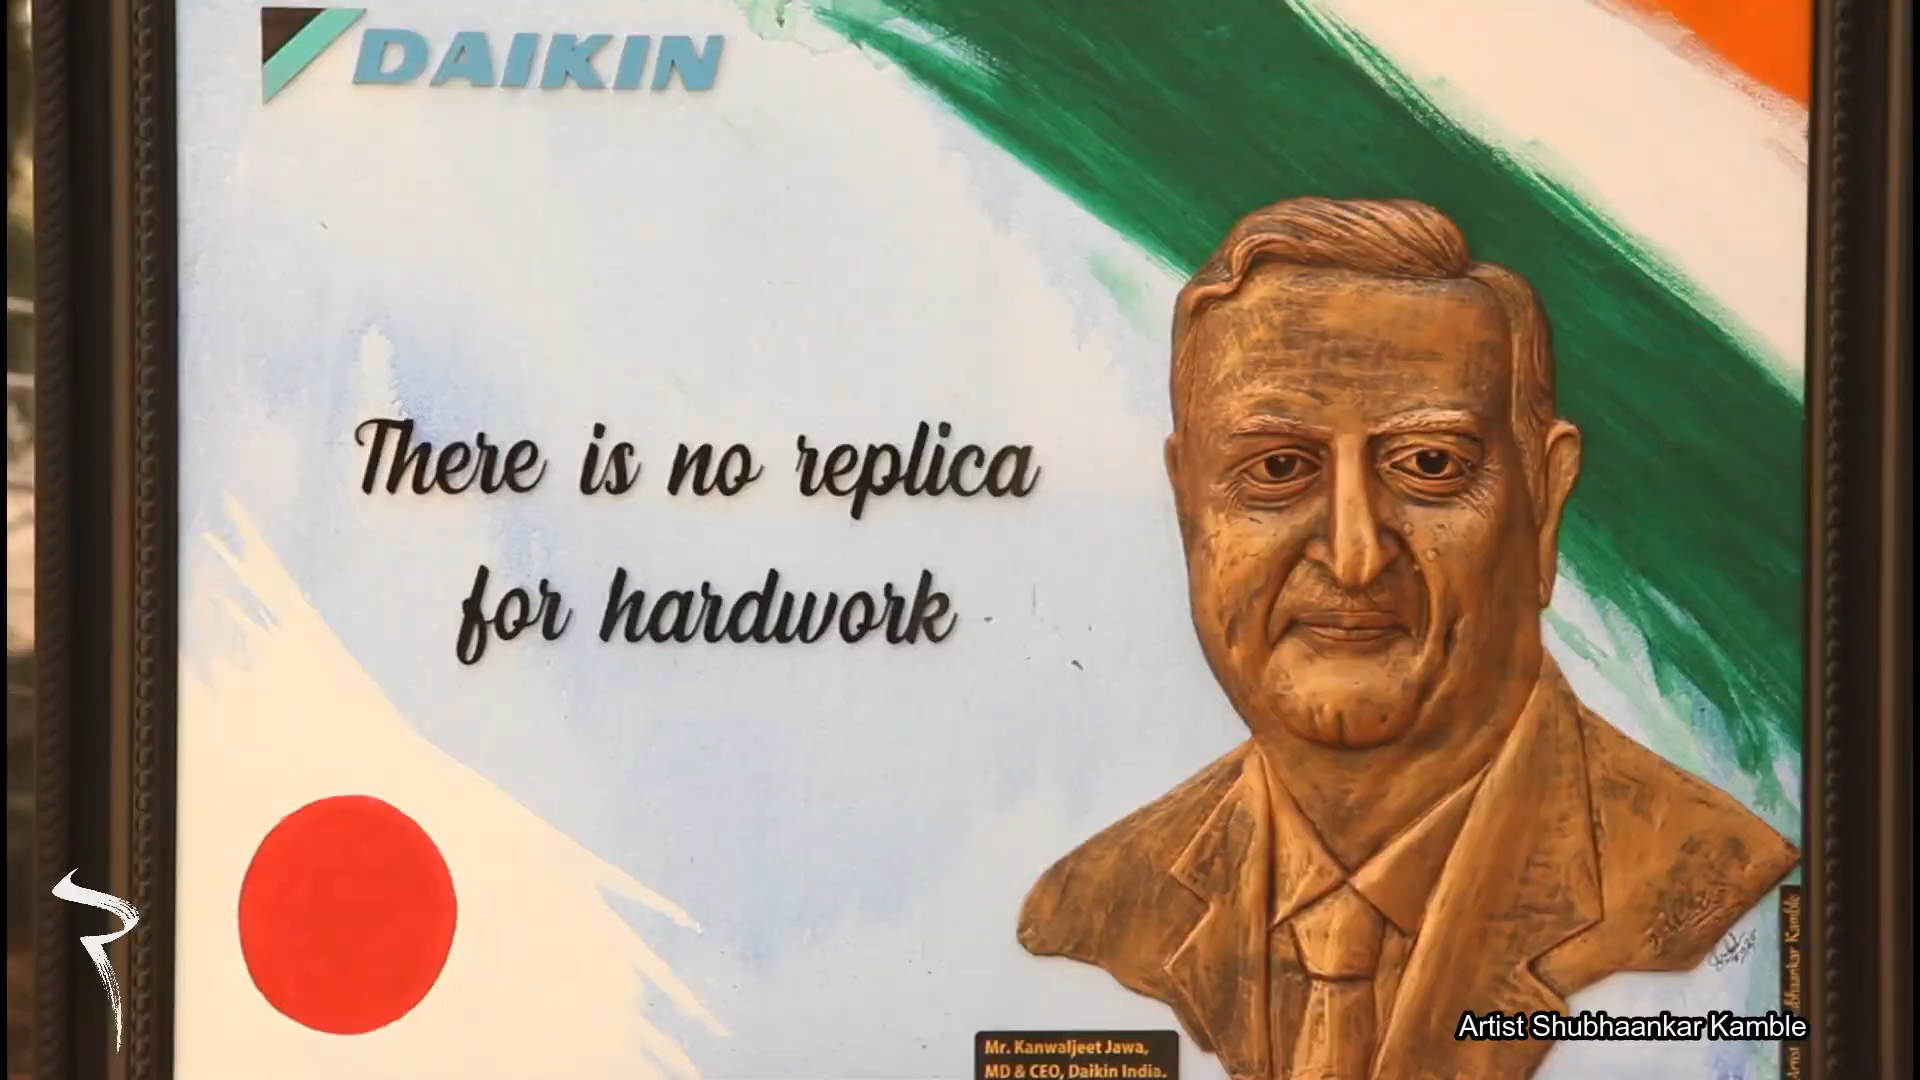 DAIKIN
There is no replica
for hardwork
Mr. Kanwaljeet Jawa,
MD & CEO, Daikin India.
Artist Shubhaankar Kamble